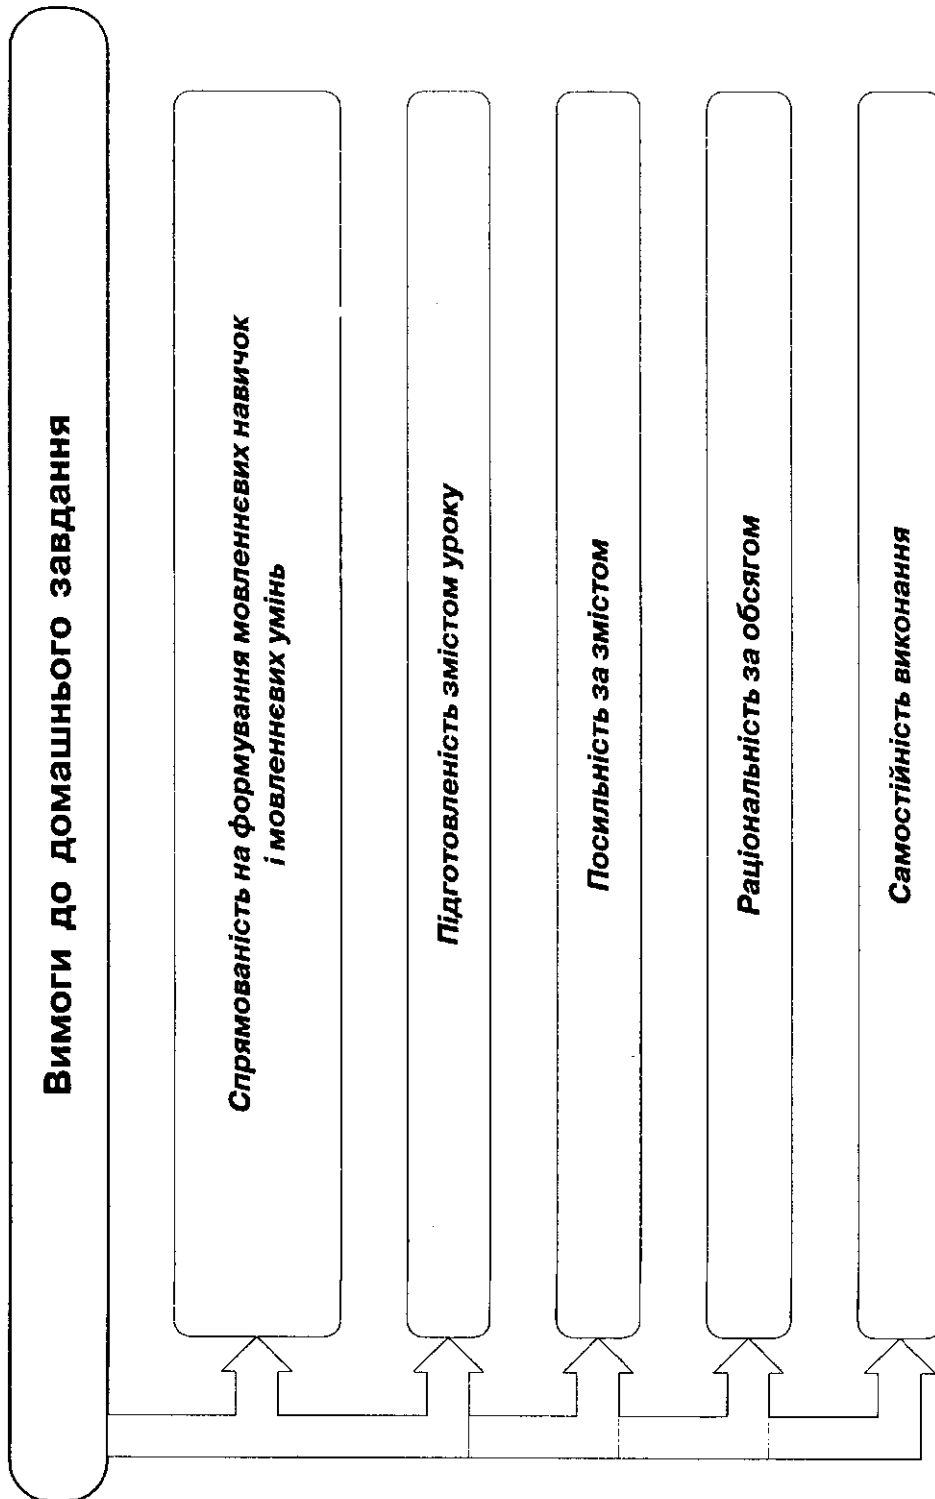 Вимоги до домашнього завдання
Спрямованість на формування мовленнєвих навичок
і мовленнєвих умінь
Підготовленість змістом уроку
Посильність за змістом
Раціональність за обсягом
Самостійність виконання